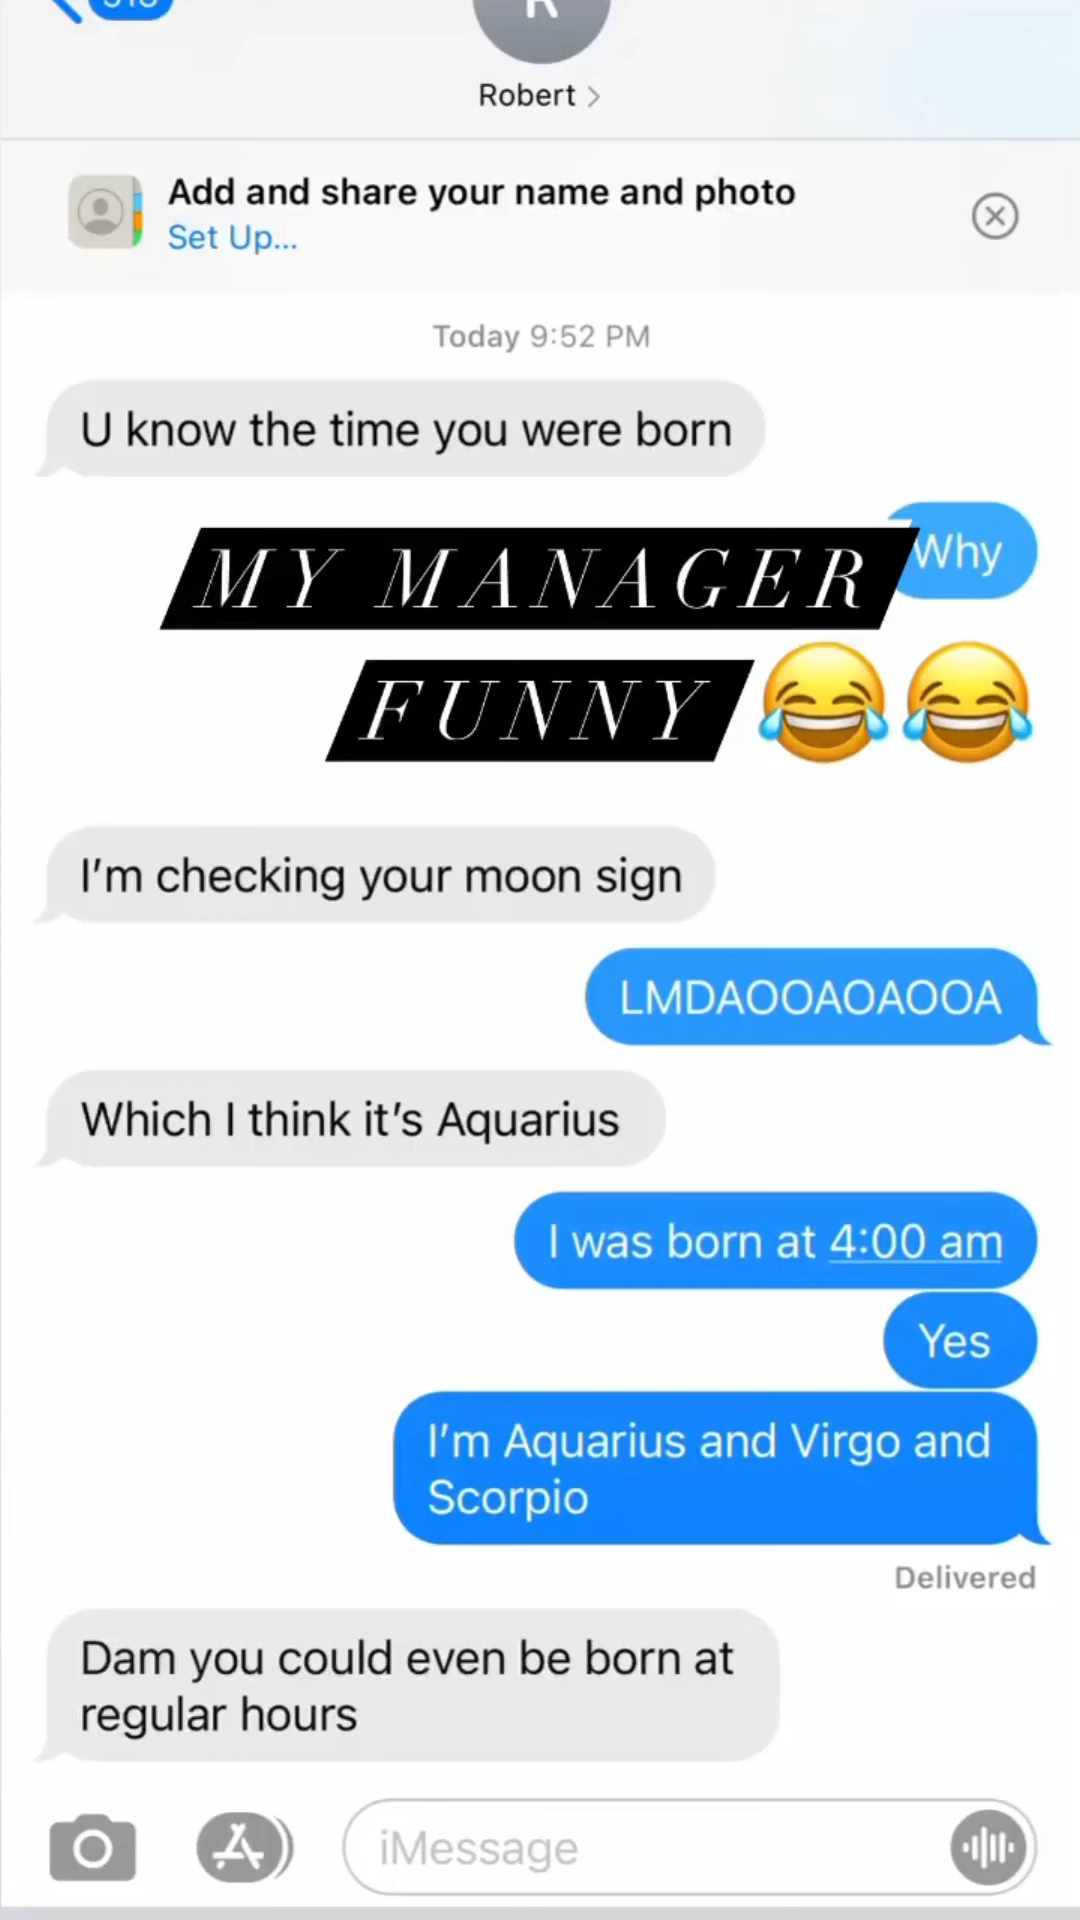 Robert
Add and share your name and photo
Set Up...
Today 9:52 PM
U know the time you were born
Why
MY MANAGER
FUNNY 😂😂
I'm checking your moon sign
LMDAOOAOAOOA
Which I think it's Aquarius
I was born at 4:00 am
Yes
I'm Aquarius and Virgo and
Scorpio
Delivered
Dam you could even be born at
regular hours
iMessage